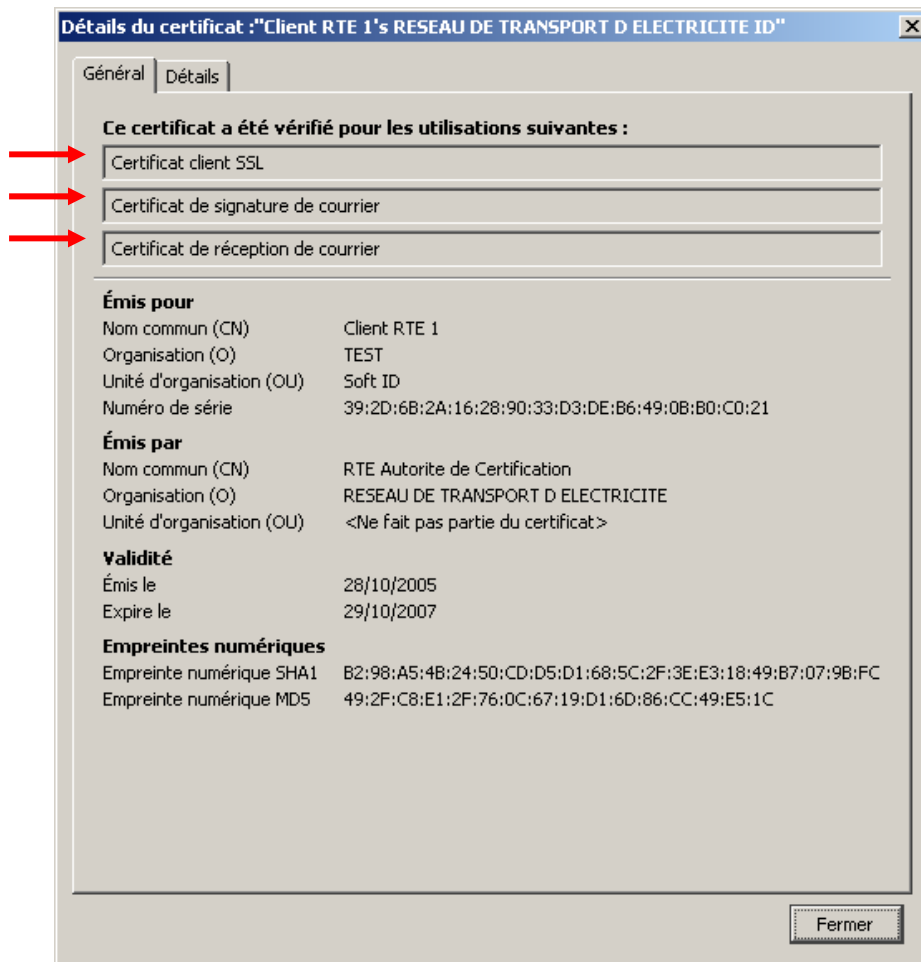 Détails du certificat :"Client RTE 1's RESEAU DE TRANSPORT D ELECTRICITE ID"
Général Détails
Ce certificat a été vérifié pour les utilisations suivantes :
Certificat client SSL
Certificat de signature de courrier
Certificat de réception de courrier
Émis pour
Nom commun (CN) Client RTE 1
Organisation (O) TEST
Unité d'organisation (OU) Soft ID
Numéro de série 39:2D:6B:2A:16:28:90:33:D3:DE:B6:49:0B:B0:C0:21
Émis par
Nom commun (CN) RTE Autorite de Certification
Organisation (O) RESEAU DE TRANSPORT D ELECTRICITE
Unité d'organisation (OU) <Ne fait pas partie du certificat>
Validité
Émis le 28/10/2005
Expire le 29/10/2007
Empreintes numériques
Empreinte numérique SHA1 B2:98:A5:4B:24:50:CD:D5:D1:68:5C:2F:3E:E3:18:49:B7:07:9B:FC
Empreinte numérique MD5 49:2F:C8:E1:2F:76:0C:67:19:D1:6D:86:CC:49:E5:1C
Fermer